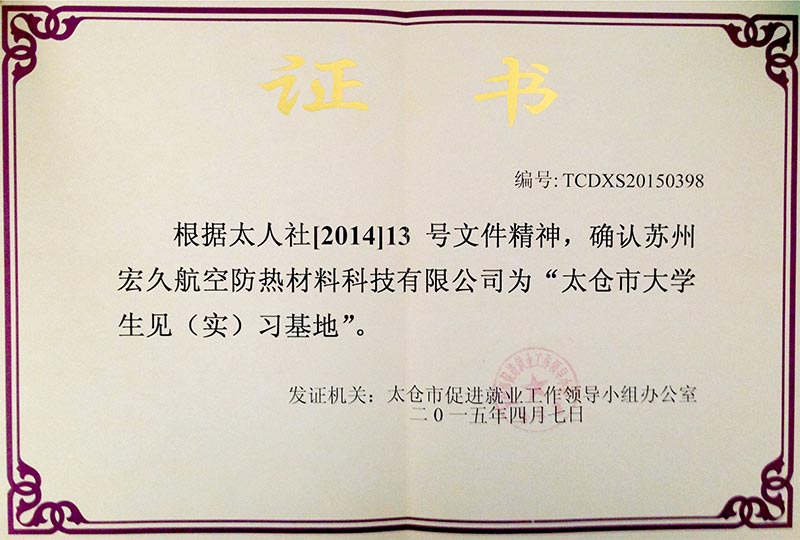 证 书
编号: TCDXS20150398
根据太人社[2014]13 号文件精神，确认苏州
宏久航空防热材料科技有限公司为“太仓市大学
生见（实）习基地”。
发证机关：太仓市促进就业工作领导小组办公室
二０一五年四月七日